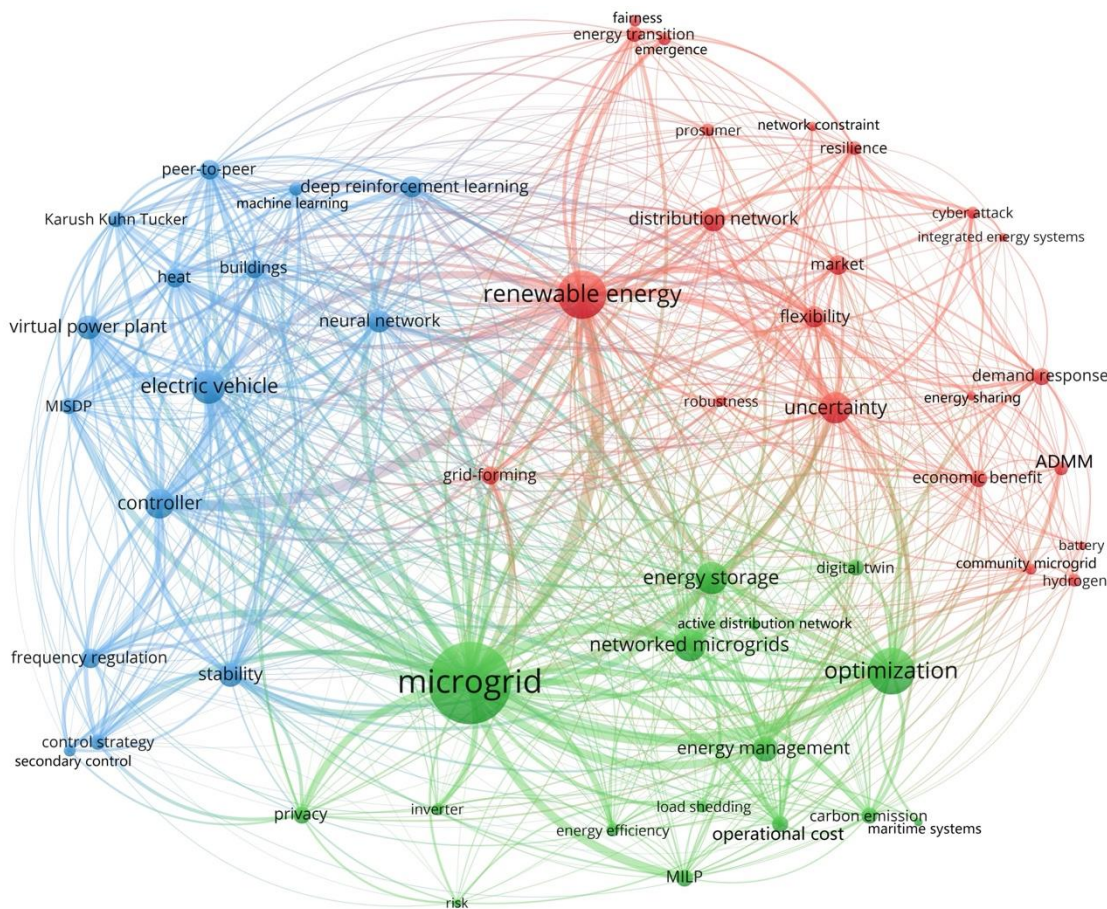 fairness
energy transition
emergence
prosumer
network constraint
resilience
peer-to-peer
deep reinforcement learning
machine learning
Karush Kuhn Tucker
distribution network
cyber attack
integrated energy systems
heat
buildings
market
renewable energy
virtual power plant
neural network
flexibility
electric vehicle
demand response
energy sharing
MISDP
robustness
uncertainty
controller
grid-forming
ADMM
economic benefit
battery
community microgrid
hydrogen
energy storage
digital twin
active distribution network
networked microgrids
frequency regulation
stability
microgrid
optimization
control strategy
secondary control
energy management
privacy
inverter
load shedding
carbon emission
maritime systems
energy efficiency
operational cost
MILP
risk